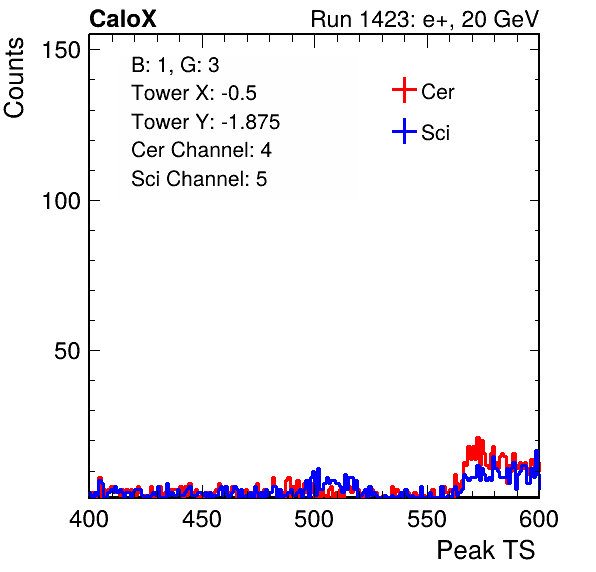 CaloX
Run 1423: e+, 20 GeV
Counts
150
100
50
B: 1, G: 3
Tower X: -0.5
Tower Y: -1.875
Cer Channel: 4
Sci Channel: 5
Cer
Sci
400 450 500 550 600
Peak TS